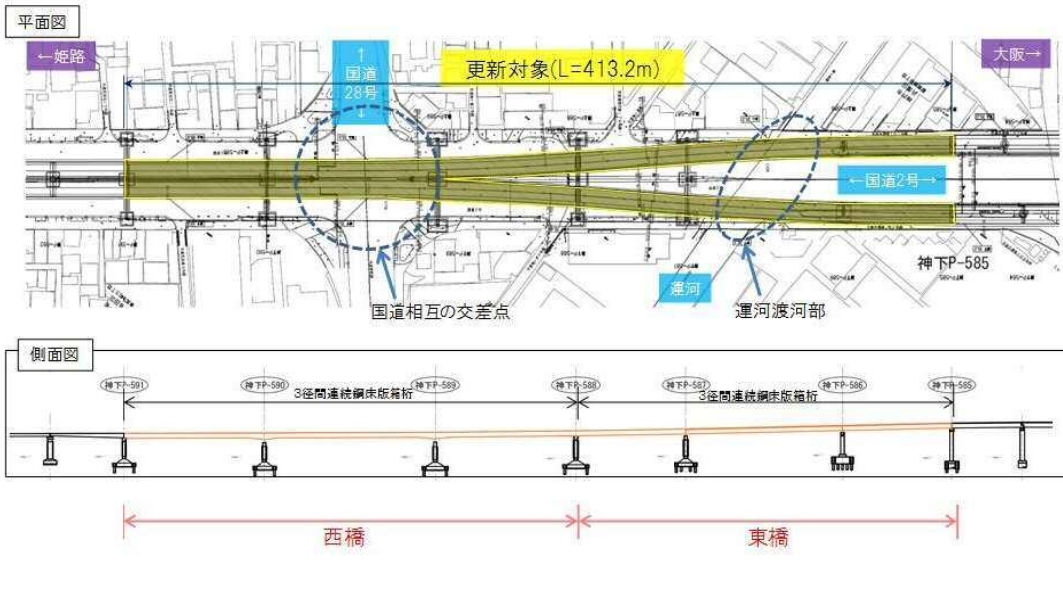 平面図
←姫路
↑
国道
28号
↓
更新対象(L=413.2m)
大阪→
←国道2号→
神下P-585
運河
国道相互の交差点
運河渡河部
側面図
神下P-591
神下P-590
神下P-589
神下P-588
神下P-587
神下P-586
神下P-585
3径間連続鋼床版箱桁
3径間連続鋼床版箱桁
西橋
東橋